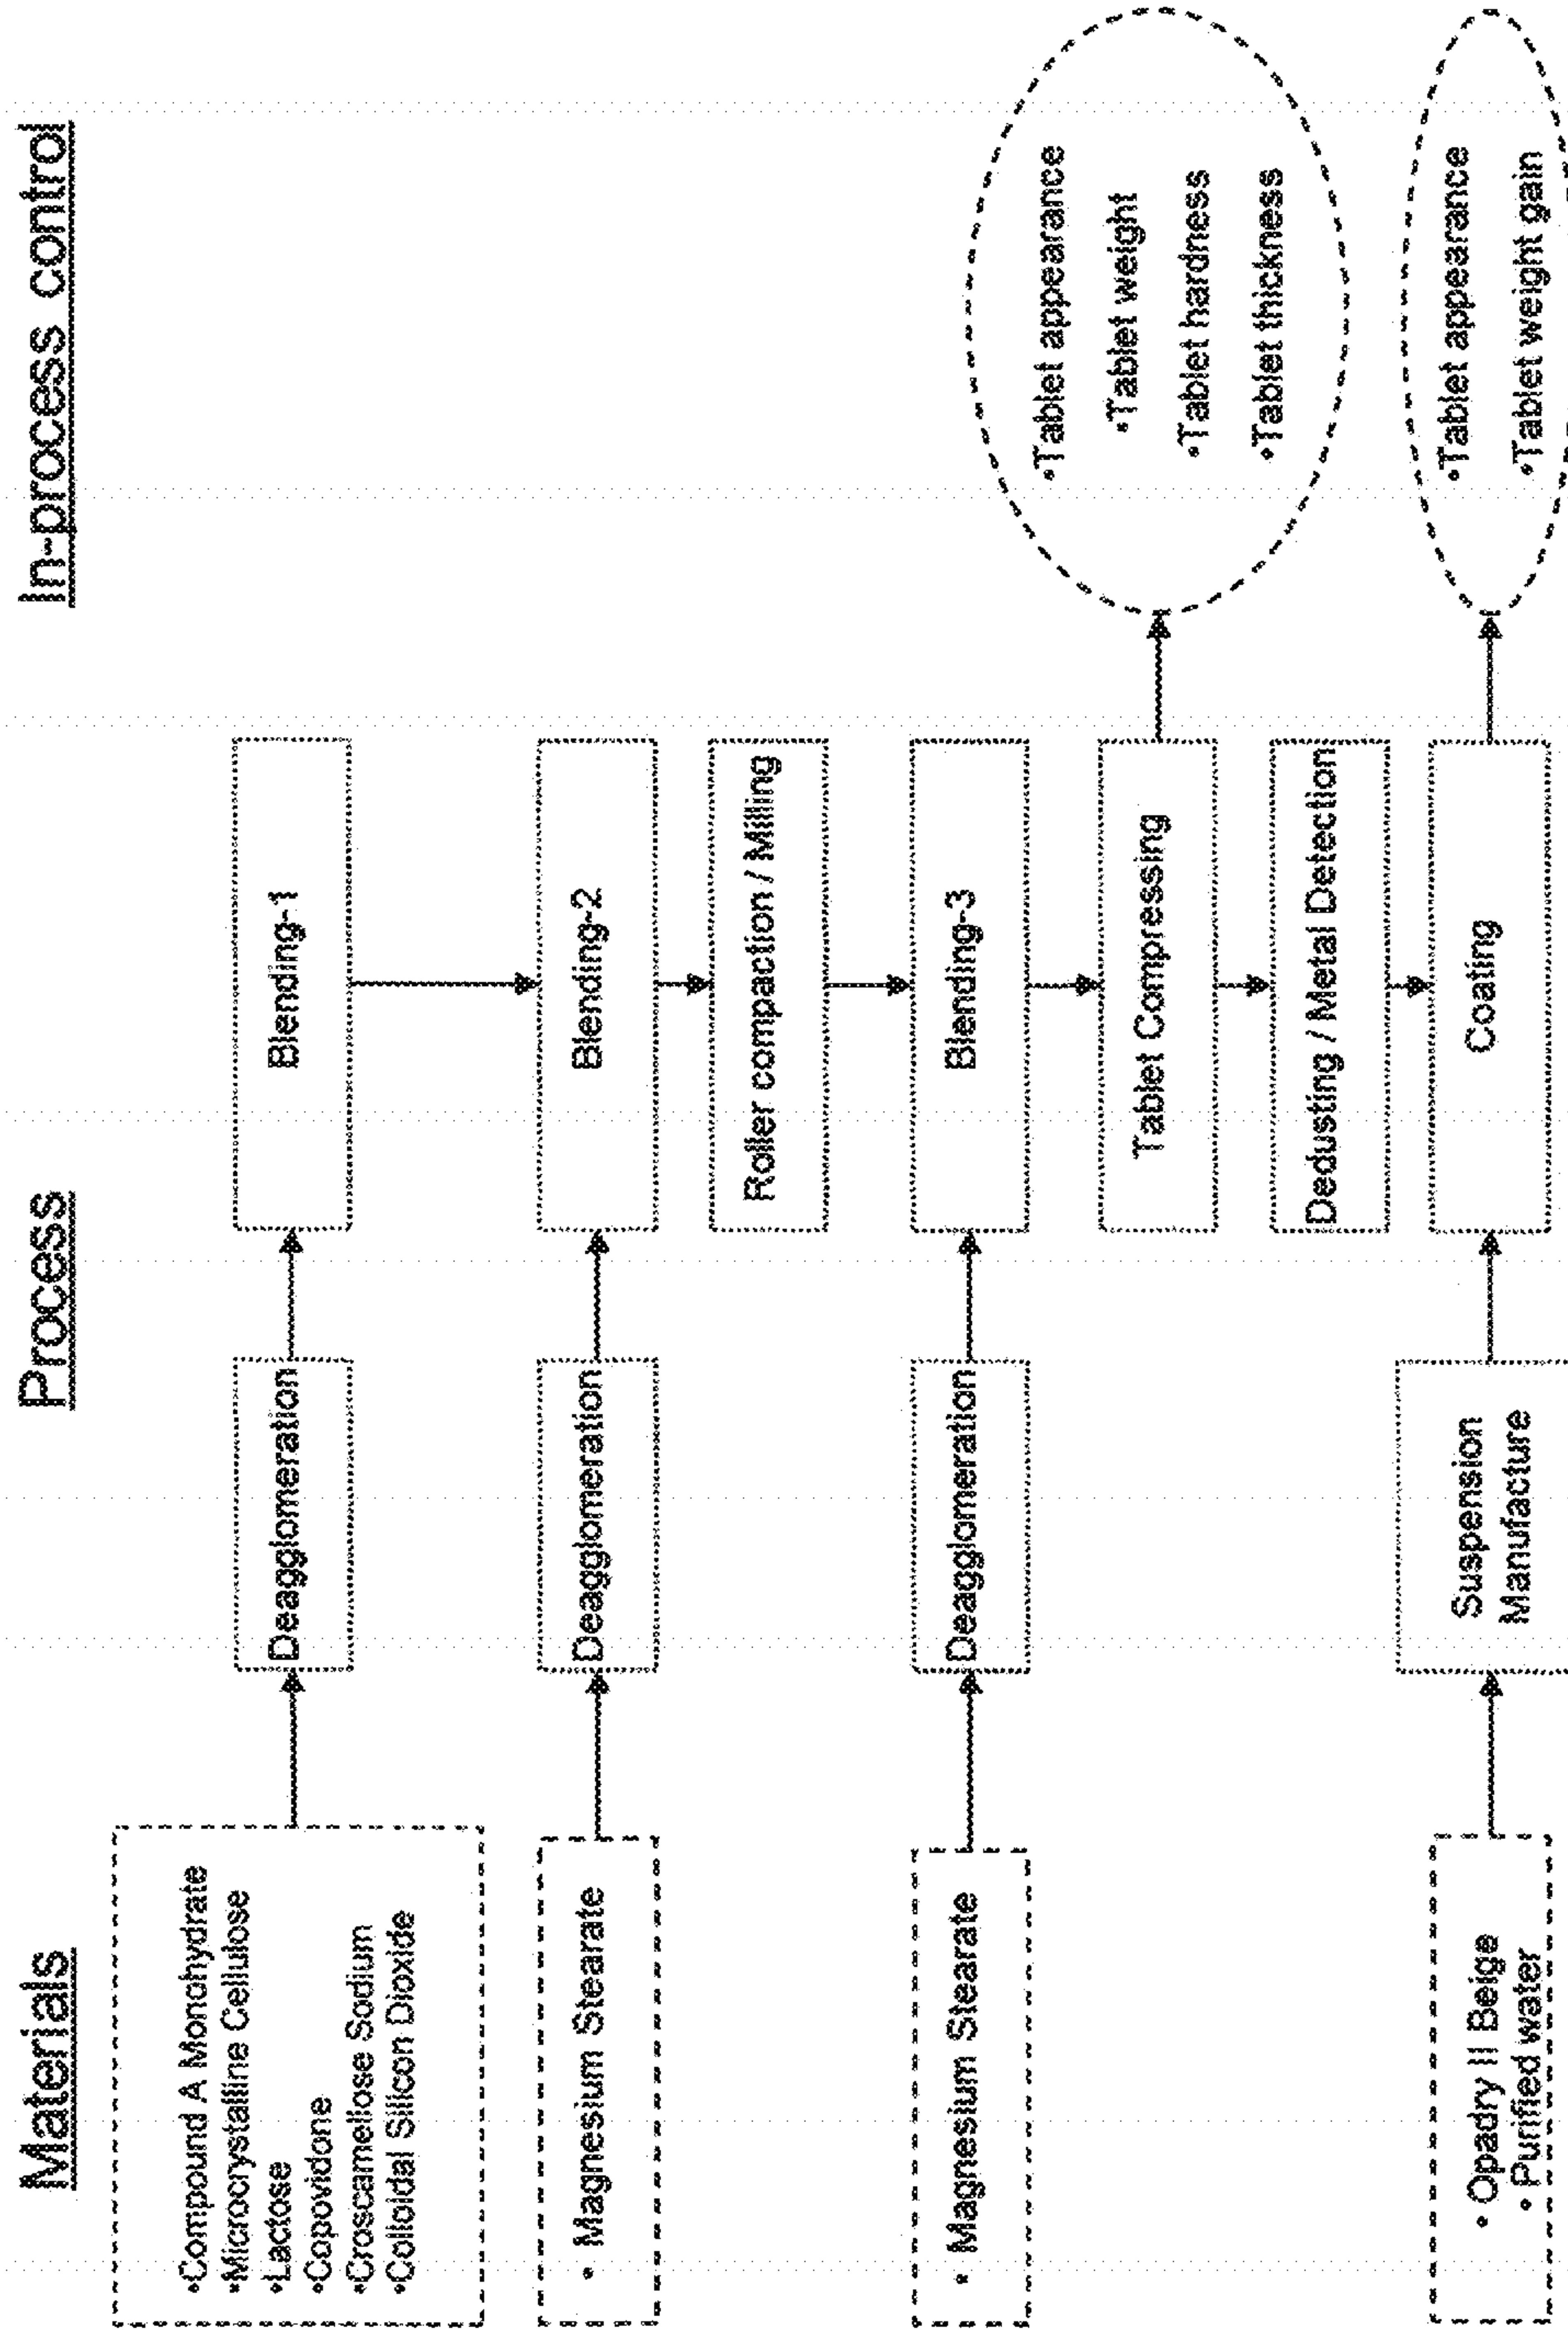 Materials
Process
In-process control
•Compound A Monohydrate
•Microcrystalline Cellulose
•Lactose
•Copovidone
•Croscarmellose Sodium
•Colloidal Silicon Dioxide
Deagglomeration
Blending-1
• Magnesium Stearate
Deagglomeration
Blending-2
Roller compaction / Milling
• Magnesium Stearate
Deagglomeration
Blending-3
Tablet Compressing
•Tablet appearance
•Tablet weight
•Tablet hardness
•Tablet thickness
Dedusting / Metal Detection
• Opadry II Beige
• Purified water
Suspension
Manufacture
Coating
•Tablet appearance
•Tablet weight gain